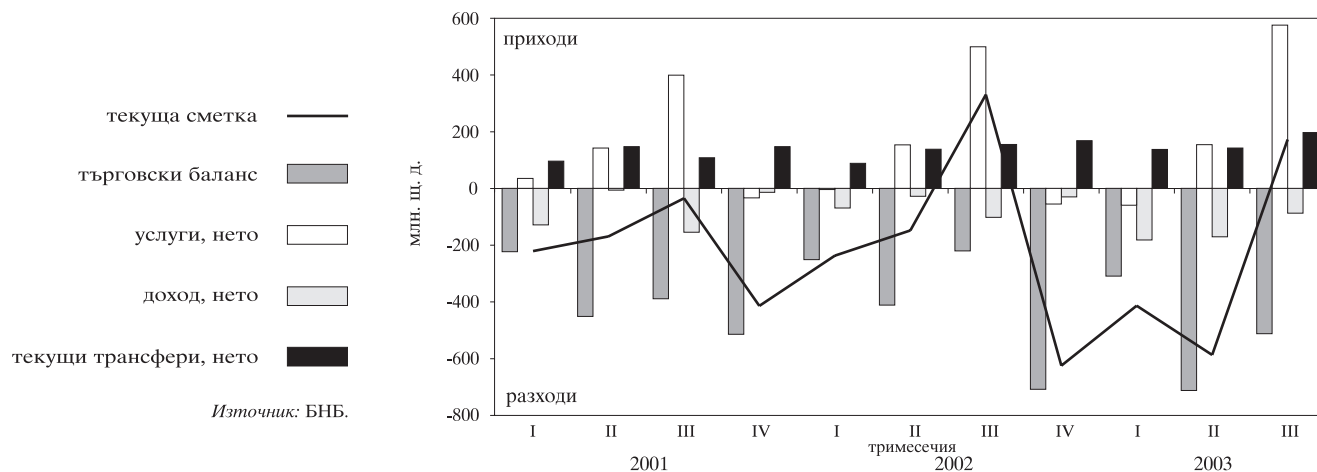 текуща сметка
търговски баланс
услуги, нето
доход, нето
текущи трансфери, нето
Източник: БНБ.
млн. щ. д.
600
400
200
0
-200
-400
-600
-800
приходи
разходи
I II III IV I II III IV I II III
тримесечия
2001 2002 2003